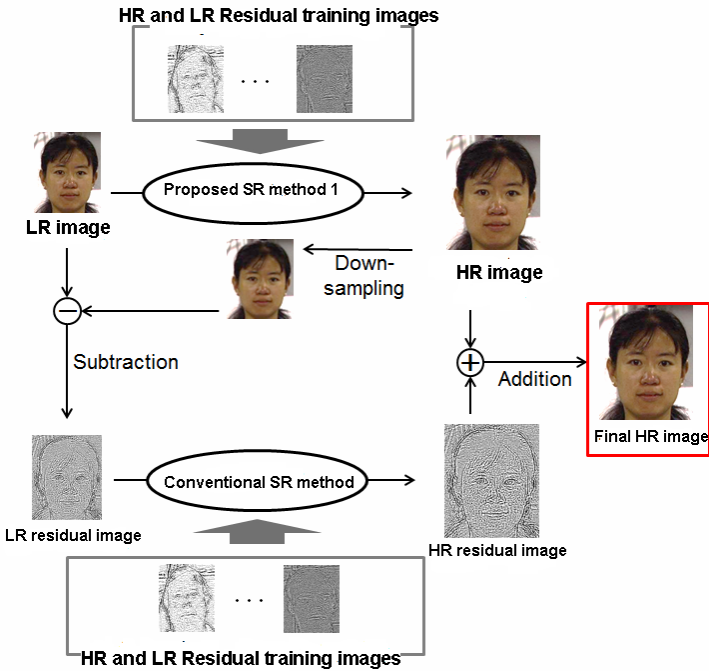 HR and LR Residual training images
. . .
Proposed SR method 1
LR image
HR image
Down-
sampling
Subtraction
Addition
Final HR image
Conventional SR method
LR residual image
HR residual image
. . .
HR and LR Residual training images